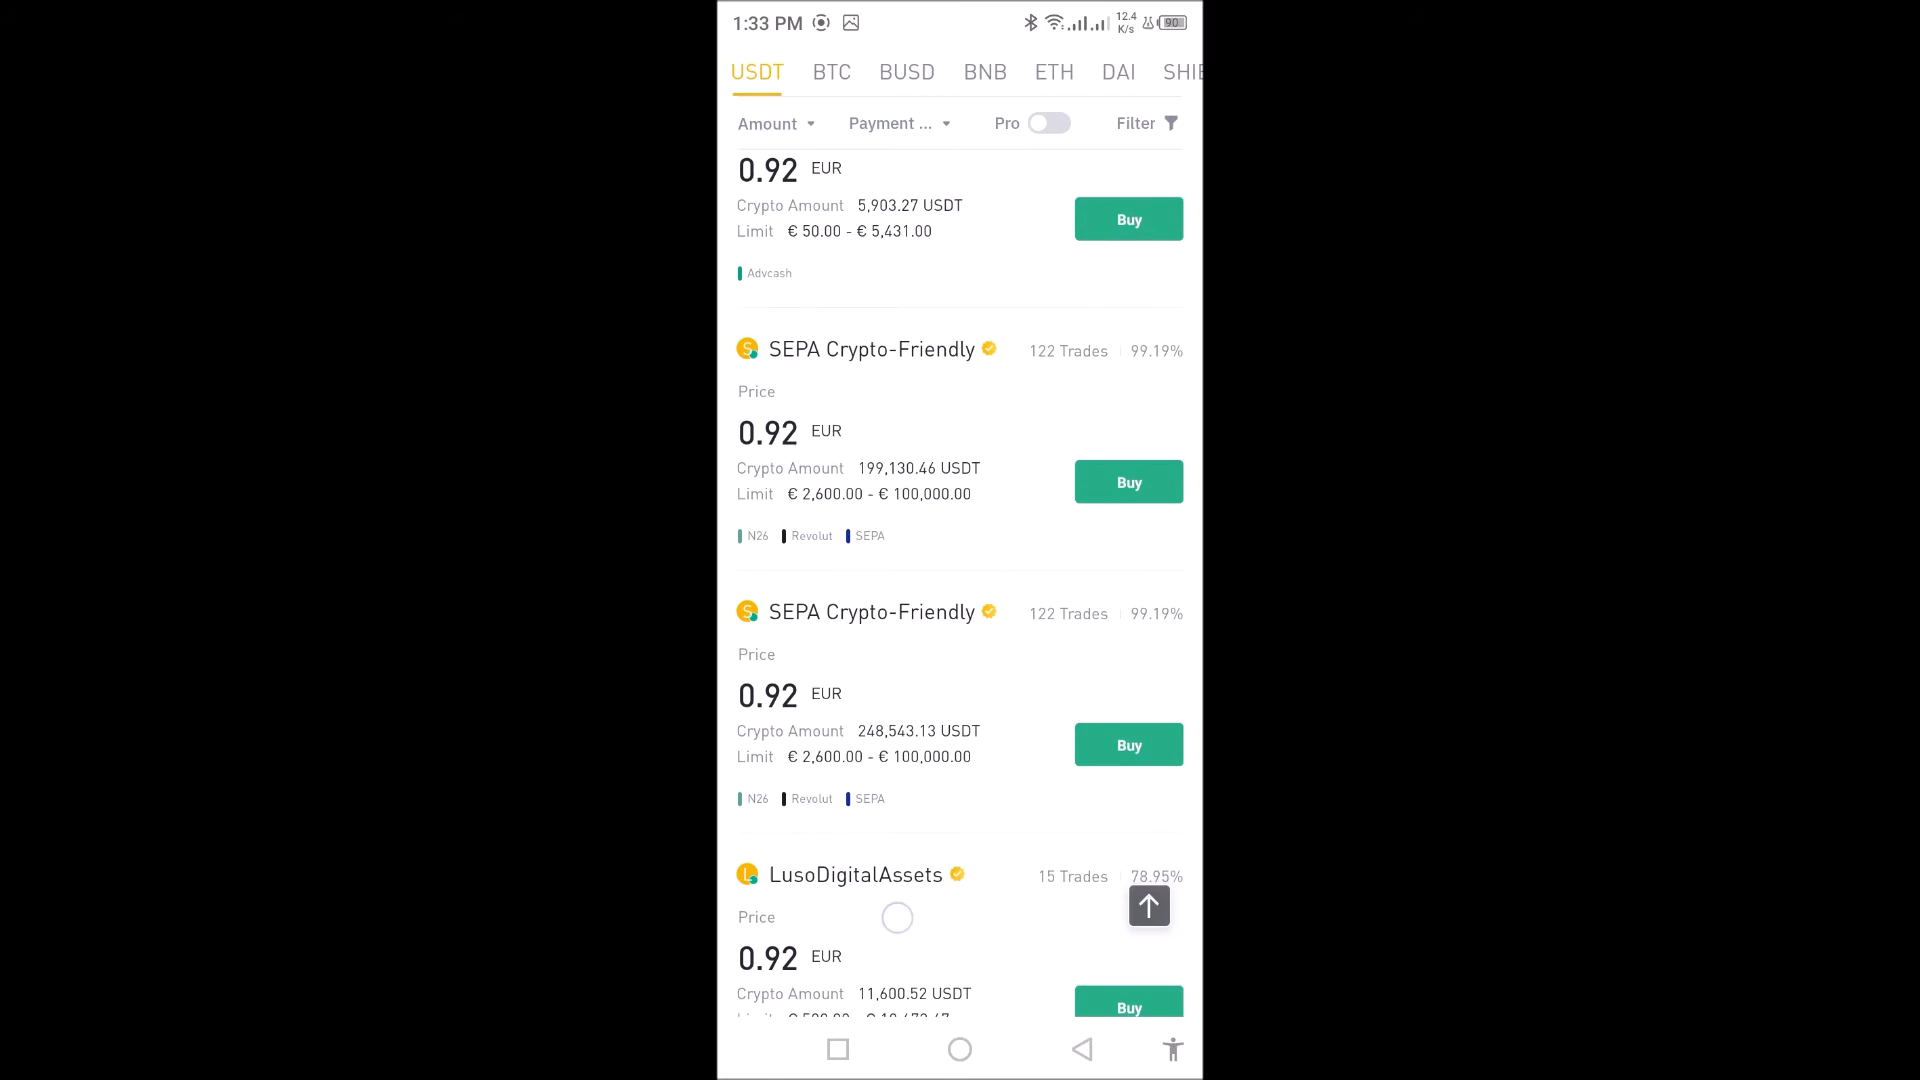 1:33 PM 12.4 K/s 90
USDT BTC BUSD BNB ETH DAI SHIB
Amount Payment ... Pro Filter
0.92 EUR
Crypto Amount 5,903.27 USDT
Buy
Limit € 50.00 - € 5,431.00
Advcash
SEPA Crypto-Friendly 122 Trades 99.19%
Price
0.92 EUR
Crypto Amount 199,130.46 USDT
Buy
Limit € 2,600.00 - € 100,000.00
N26 Revolut SEPA
SEPA Crypto-Friendly 122 Trades 99.19%
Price
0.92 EUR
Crypto Amount 248,543.13 USDT
Buy
Limit € 2,600.00 - € 100,000.00
N26 Revolut SEPA
LusoDigitalAssets 15 Trades 78.95%
Price
0.92 EUR
Crypto Amount 11,600.52 USDT
Buy